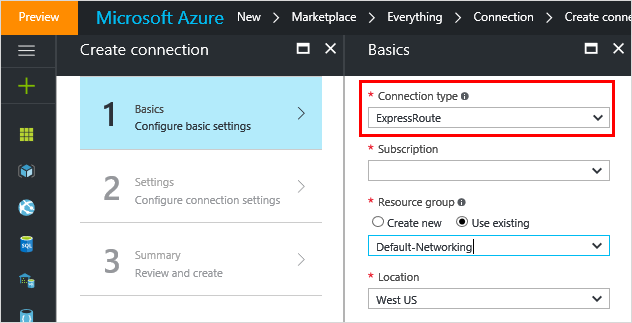 Preview
Microsoft Azure New > Marketplace > Everything > Connection > Create conne
Create connection
1
Basics
Configure basic settings
2
Settings
Configure connection settings
3
Summary
Review and create
Basics
* Connection type
ExpressRoute
* Subscription
* Resource group
Create new Use existing
Default-Networking
* Location
West US
SQL